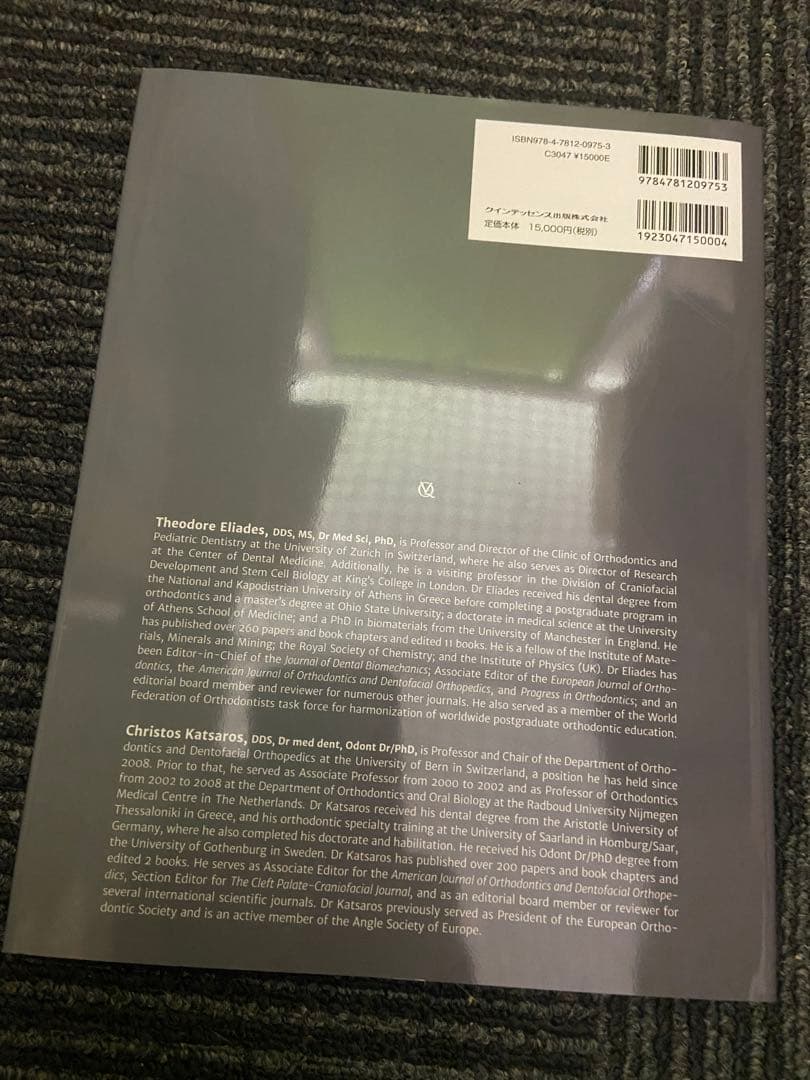 ISBN978-4-7812-0975-3
C3047 ¥15000E
9784781209753
クインテッセンス出版株式会社
定価本体 15,000円(税別)
1923047150004
Theodore Eliades, DDS, MS, Dr Med Sci, PhD, is Professor and Director of the Clinic of Orthodontics and
Pediatric Dentistry at the University of Zurich in Switzerland, where he also serves as Director of Research
at the Center of Dental Medicine. Additionally, he is a visiting professor in the Division of Craniofacial
Development and Stem Cell Biology at King's College in London. Dr Eliades received his dental degree from
the National and Kapodistrian University of Athens in Greece before completing a postgraduate program in
orthodontics and a master's degree at Ohio State University; a doctorate in medical science at the University
of Athens School of Medicine; and a PhD in biomaterials from the University of Manchester in England. He
has published over 260 papers and book chapters and edited 11 books. He is a fellow of the Institute of Mate-
rials, Minerals and Mining; the Royal Society of Chemistry; and the Institute of Physics (UK). Dr Eliades has
been Editor-in-Chief of the Journal of Dental Biomechanics; Associate Editor of the European Journal of Ortho-
dontics, the American Journal of Orthodontics and Dentofacial Orthopedics, and Progress in Orthodontics; and an
editorial board member and reviewer for numerous other journals. He also served as a member of the World
Federation of Orthodontists task force for harmonization of worldwide postgraduate orthodontic education.
Christos Katsaros, DDS, Dr med dent, Odont Dr/PhD, is Professor and Chair of the Department of Ortho-
dontics and Dentofacial Orthopedics at the University of Bern in Switzerland, a position he has held since
2008. Prior to that, he served as Associate Professor from 2000 to 2002 and as Professor of Orthodontics
from 2002 to 2008 at the Department of Orthodontics and Oral Biology at the Radboud University Nijmegen
Medical Centre in The Netherlands. Dr Katsaros received his dental degree from the Aristotle University of
Thessaloniki in Greece, and his orthodontic specialty training at the University of Saarland in Homburg/Saar,
Germany, where he also completed his doctorate and habilitation. He received his Odont Dr/PhD degree from
the University of Gothenburg in Sweden. Dr Katsaros has published over 200 papers and book chapters and
edited 2 books. He serves as Associate Editor for the American Journal of Orthodontics and Dentofacial Orthope-
dics, Section Editor for The Cleft Palate-Craniofacial Journal, and as an editorial board member or reviewer for
several international scientific journals. Dr Katsaros previously served as President of the European Ortho-
dontic Society and is an active member of the Angle Society of Europe.